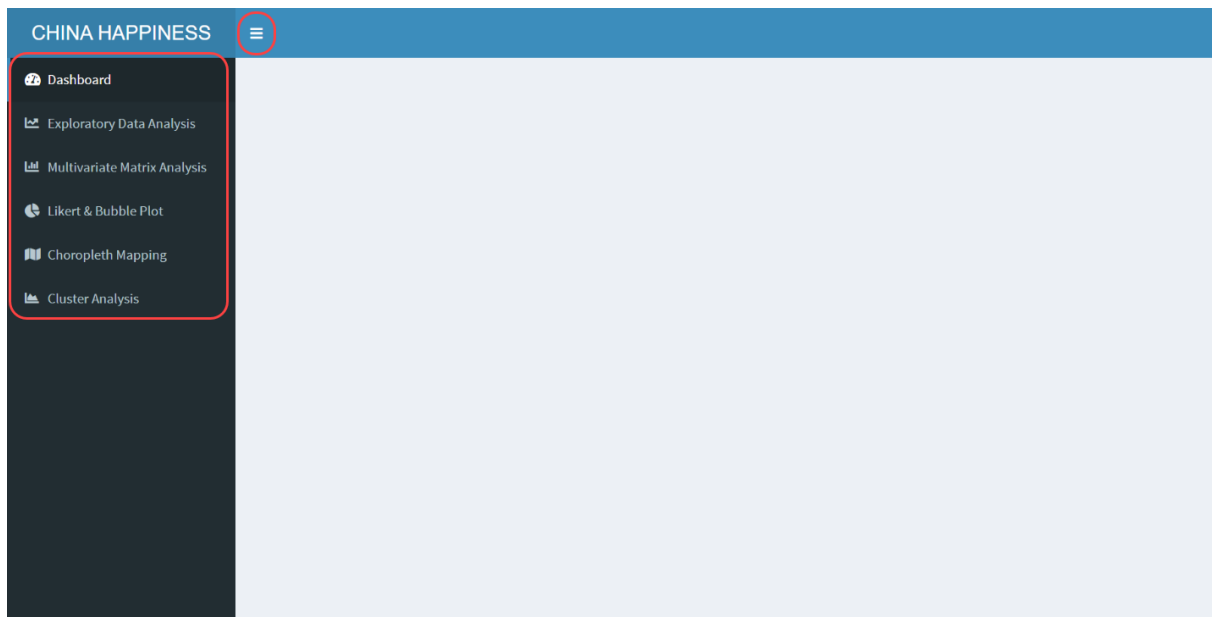 CHINA HAPPINESS
Dashboard
Exploratory Data Analysis
Multivariate Matrix Analysis
Likert & Bubble Plot
Choropleth Mapping
Cluster Analysis